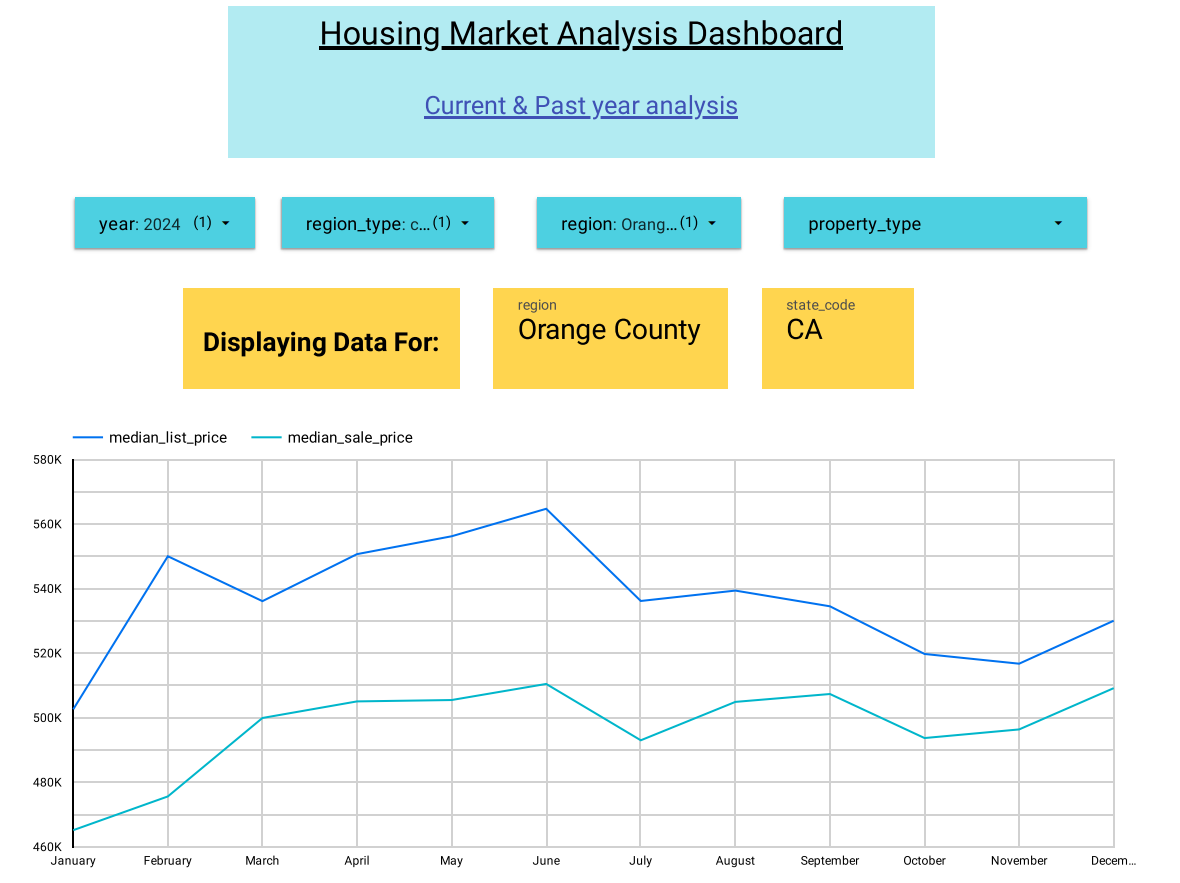 Housing Market Analysis Dashboard
Current & Past year analysis
year: 2024 (1)
region_type: c... (1)
region: Orang... (1)
property_type
Displaying Data For:
region
Orange County
state_code
CA
median_list_price
median_sale_price
580K
560K
540K
520K
500K
480K
460K
January February March April May June July August September October November Decem...